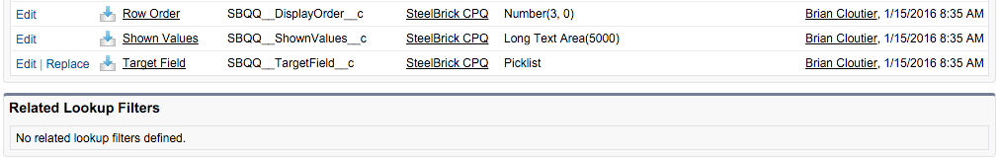 Edit Row Order SBQQ__DisplayOrder__c SteelBrick CPQ Number(3, 0) Brian Cloutier, 1/15/2016 8:35 AM
Edit Shown Values SBQQ__ShownValues__c SteelBrick CPQ Long Text Area(5000) Brian Cloutier, 1/15/2016 8:35 AM
Edit | Replace Target Field SBQQ__TargetField__c SteelBrick CPQ Picklist Brian Cloutier, 1/15/2016 8:35 AM
Related Lookup Filters
No related lookup filters defined.